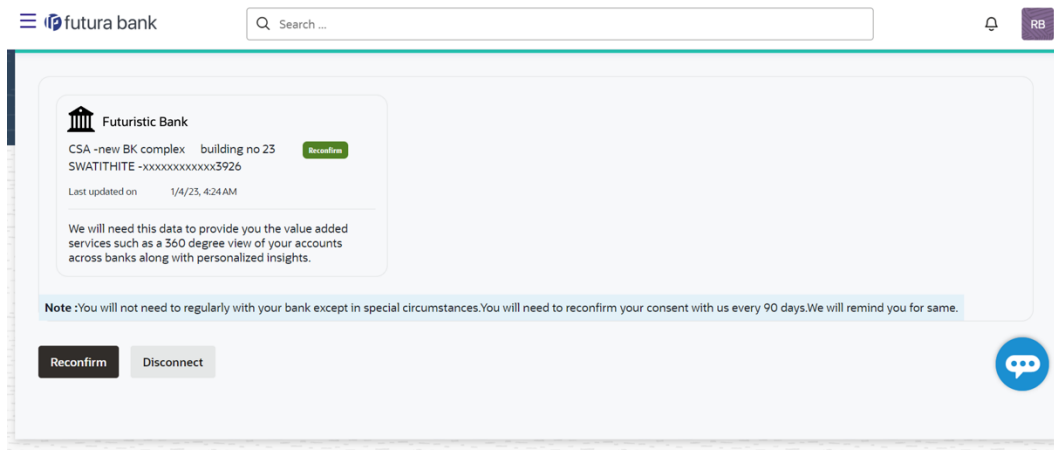 futura bank
Search ...
RB
Futuristic Bank
CSA -new BK complex building no 23
Reconfirm
SWATITHITE -xxxxxxxxxxxx3926
Last updated on 1/4/23, 4:24 AM
We will need this data to provide you the value added
services such as a 360 degree view of your accounts
across banks along with personalized insights.
Note :You will not need to regularly with your bank except in special circumstances.You will need to reconfirm your consent with us every 90 days.We will remind you for same.
Reconfirm Disconnect